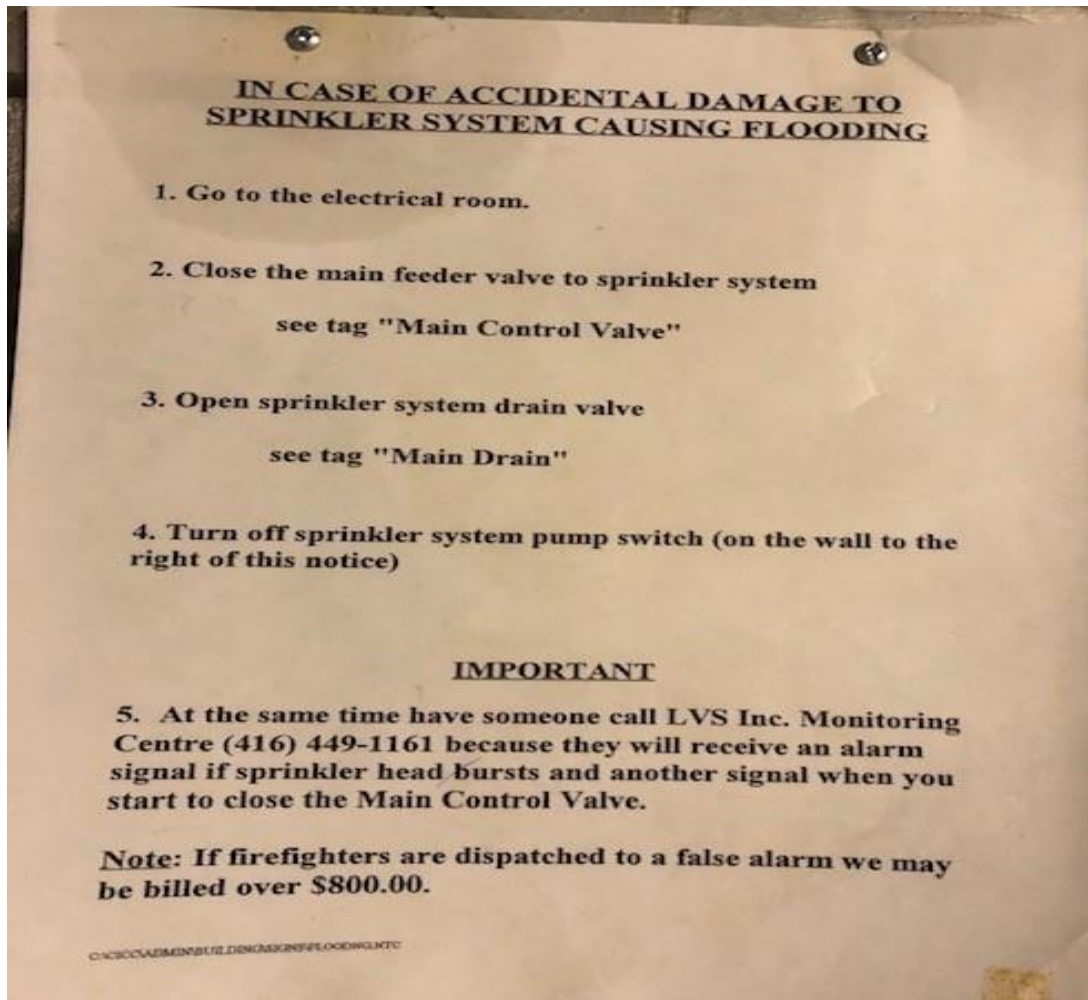 IN CASE OF ACCIDENTAL DAMAGE TO
SPRINKLER SYSTEM CAUSING FLOODING
1. Go to the electrical room.
2. Close the main feeder valve to sprinkler system
see tag "Main Control Valve"
3. Open sprinkler system drain valve
see tag "Main Drain"
4. Turn off sprinkler system pump switch (on the wall to the
right of this notice)
IMPORTANT
5. At the same time have someone call LVS Inc. Monitoring
Centre (416) 449-1161 because they will receive an alarm
signal if sprinkler head bursts and another signal when you
start to close the Main Control Valve.
Note: If firefighters are dispatched to a false alarm we may
be billed over $800.00.